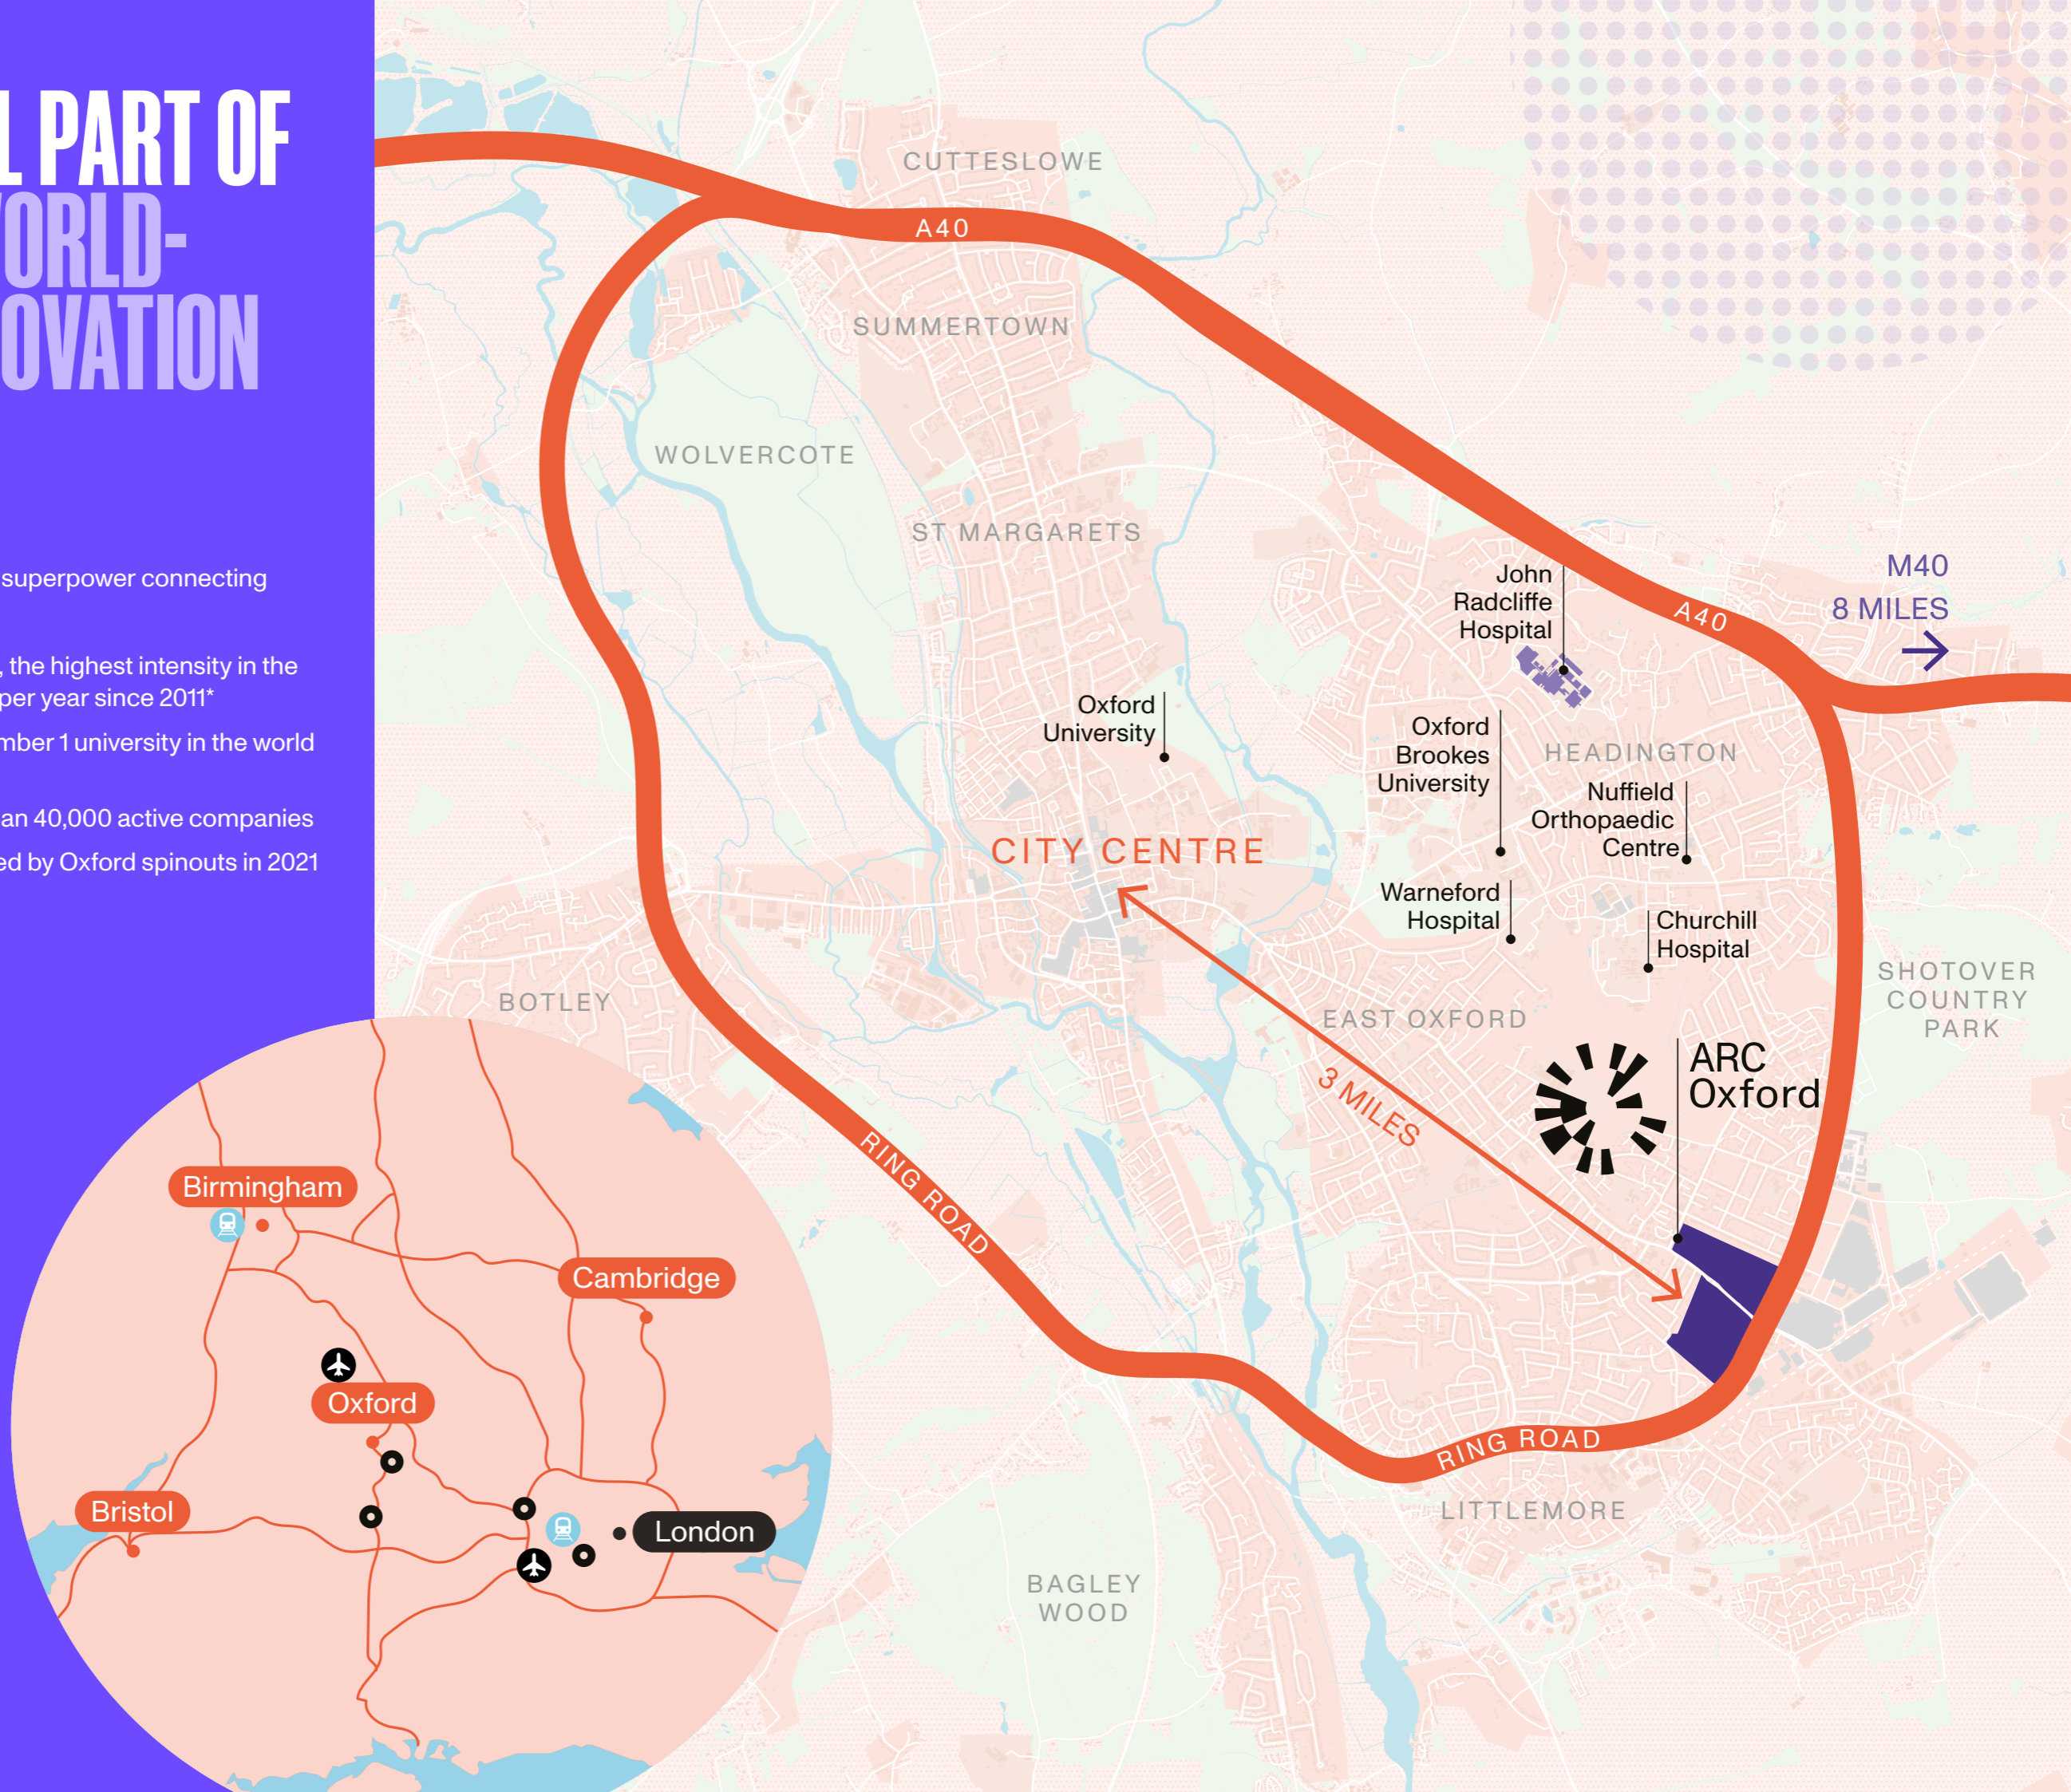 L PART OF
WORLD-
OVATION
superpower connecting
, the highest intensity in the
per year since 2011*
mber 1 university in the world
an 40,000 active companies
ed by Oxford spinouts in 2021
CUTTESLOWE
A40
SUMMERTOWN
WOLVERCOTE
ST MARGARETS
M40
8 MILES
John
Radcliffe
Hospital
A40
Oxford
University
Oxford
Brookes
University
HEADINGTON
Nuffield
Orthopaedic
Centre
CITY CENTRE
Warneford
Hospital
Churchill
Hospital
SHOTOVER
COUNTRY
PARK
BOTLEY
EAST OXFORD
ARC
Oxford
3 MILES
RING ROAD
RING ROAD
LITTLEMORE
BAGLEY
WOOD
Birmingham
Cambridge
Oxford
Bristol
London